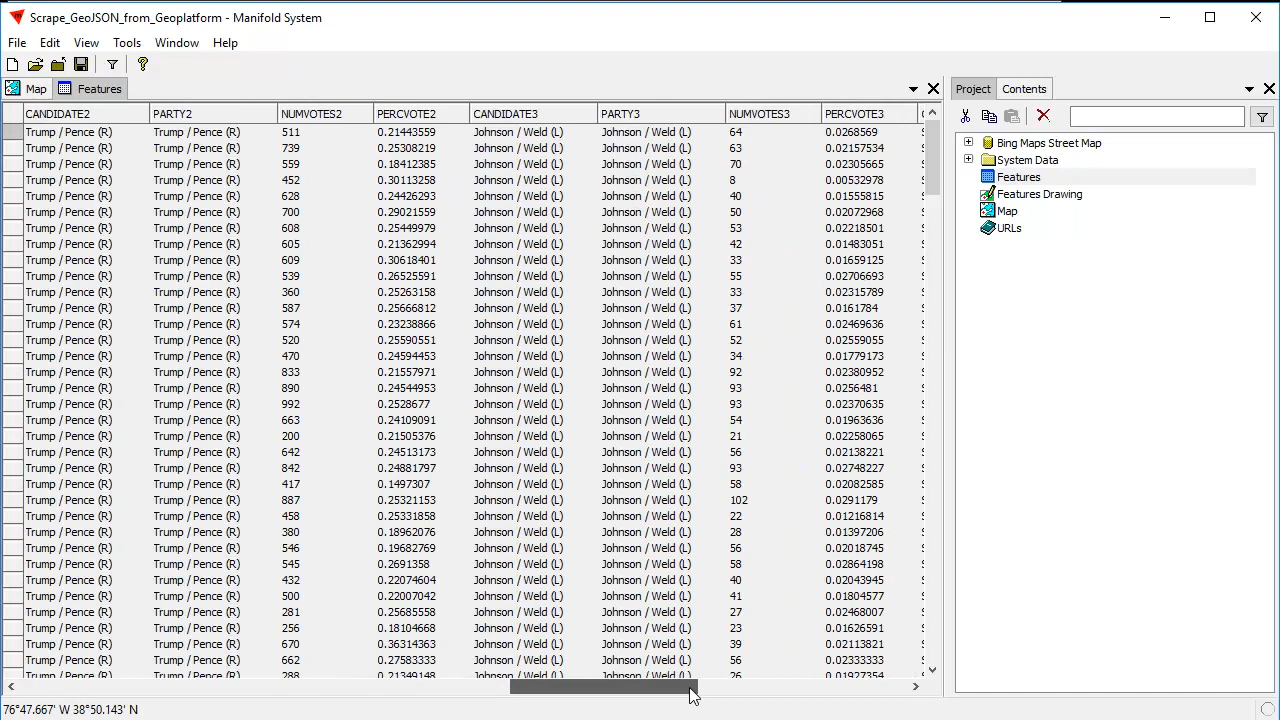 Scrape_GeoJSON_from_Geoplatform - Manifold System
File Edit View Tools Window Help
Map Features
Project Contents
CANDIDATE2 PARTY2 NUMVOTES2 PERCVOTE2 CANDIDATE3 PARTY3 NUMVOTES3 PERCVOTE3
Trump / Pence (R) Trump / Pence (R) 511 0.21443559 Johnson / Weld (L) Johnson / Weld (L) 64 0.0268569
Trump / Pence (R) Trump / Pence (R) 739 0.25308219 Johnson / Weld (L) Johnson / Weld (L) 63 0.02157534
Trump / Pence (R) Trump / Pence (R) 559 0.18412385 Johnson / Weld (L) Johnson / Weld (L) 70 0.02305665
Trump / Pence (R) Trump / Pence (R) 452 0.30113258 Johnson / Weld (L) Johnson / Weld (L) 8 0.00532978
Trump / Pence (R) Trump / Pence (R) 628 0.24426293 Johnson / Weld (L) Johnson / Weld (L) 40 0.01555815
Trump / Pence (R) Trump / Pence (R) 700 0.29021559 Johnson / Weld (L) Johnson / Weld (L) 50 0.02072968
Trump / Pence (R) Trump / Pence (R) 608 0.25449979 Johnson / Weld (L) Johnson / Weld (L) 53 0.02218501
Trump / Pence (R) Trump / Pence (R) 605 0.21362994 Johnson / Weld (L) Johnson / Weld (L) 42 0.01483051
Trump / Pence (R) Trump / Pence (R) 609 0.30618401 Johnson / Weld (L) Johnson / Weld (L) 33 0.01659125
Trump / Pence (R) Trump / Pence (R) 539 0.26525591 Johnson / Weld (L) Johnson / Weld (L) 55 0.02706693
Trump / Pence (R) Trump / Pence (R) 360 0.25263158 Johnson / Weld (L) Johnson / Weld (L) 33 0.02315789
Trump / Pence (R) Trump / Pence (R) 587 0.25666812 Johnson / Weld (L) Johnson / Weld (L) 37 0.0161784
Trump / Pence (R) Trump / Pence (R) 574 0.23238866 Johnson / Weld (L) Johnson / Weld (L) 61 0.02469636
Trump / Pence (R) Trump / Pence (R) 520 0.25590551 Johnson / Weld (L) Johnson / Weld (L) 52 0.02559055
Trump / Pence (R) Trump / Pence (R) 470 0.24594453 Johnson / Weld (L) Johnson / Weld (L) 34 0.01779173
Trump / Pence (R) Trump / Pence (R) 833 0.21557971 Johnson / Weld (L) Johnson / Weld (L) 92 0.02380952
Trump / Pence (R) Trump / Pence (R) 890 0.24544953 Johnson / Weld (L) Johnson / Weld (L) 93 0.0256481
Trump / Pence (R) Trump / Pence (R) 992 0.2528677 Johnson / Weld (L) Johnson / Weld (L) 93 0.02370635
Trump / Pence (R) Trump / Pence (R) 663 0.24109091 Johnson / Weld (L) Johnson / Weld (L) 54 0.01963636
Trump / Pence (R) Trump / Pence (R) 200 0.21505376 Johnson / Weld (L) Johnson / Weld (L) 21 0.02258065
Trump / Pence (R) Trump / Pence (R) 642 0.24513173 Johnson / Weld (L) Johnson / Weld (L) 56 0.02138221
Trump / Pence (R) Trump / Pence (R) 842 0.24881797 Johnson / Weld (L) Johnson / Weld (L) 93 0.02748227
Trump / Pence (R) Trump / Pence (R) 417 0.1497307 Johnson / Weld (L) Johnson / Weld (L) 58 0.02082585
Trump / Pence (R) Trump / Pence (R) 887 0.25321153 Johnson / Weld (L) Johnson / Weld (L) 102 0.0291179
Trump / Pence (R) Trump / Pence (R) 458 0.25331858 Johnson / Weld (L) Johnson / Weld (L) 22 0.01216814
Trump / Pence (R) Trump / Pence (R) 380 0.18962076 Johnson / Weld (L) Johnson / Weld (L) 28 0.01397206
Trump / Pence (R) Trump / Pence (R) 546 0.19682769 Johnson / Weld (L) Johnson / Weld (L) 56 0.02018745
Trump / Pence (R) Trump / Pence (R) 545 0.2691358 Johnson / Weld (L) Johnson / Weld (L) 58 0.02864198
Trump / Pence (R) Trump / Pence (R) 432 0.22074604 Johnson / Weld (L) Johnson / Weld (L) 40 0.02043945
Trump / Pence (R) Trump / Pence (R) 500 0.22007042 Johnson / Weld (L) Johnson / Weld (L) 41 0.01804577
Trump / Pence (R) Trump / Pence (R) 281 0.25685558 Johnson / Weld (L) Johnson / Weld (L) 27 0.02468007
Trump / Pence (R) Trump / Pence (R) 256 0.18104668 Johnson / Weld (L) Johnson / Weld (L) 23 0.01626591
Trump / Pence (R) Trump / Pence (R) 670 0.36314363 Johnson / Weld (L) Johnson / Weld (L) 39 0.02113821
Trump / Pence (R) Trump / Pence (R) 662 0.27583333 Johnson / Weld (L) Johnson / Weld (L) 56 0.02333333
Trump / Pence (R) Trump / Pence (R) 288 0.21349148 Johnson / Weld (L) Johnson / Weld (L) 26 0.01927354
Bing Maps Street Map
System Data
Features
Features Drawing
Map
URLs
76°47.667' W 38°50.143' N